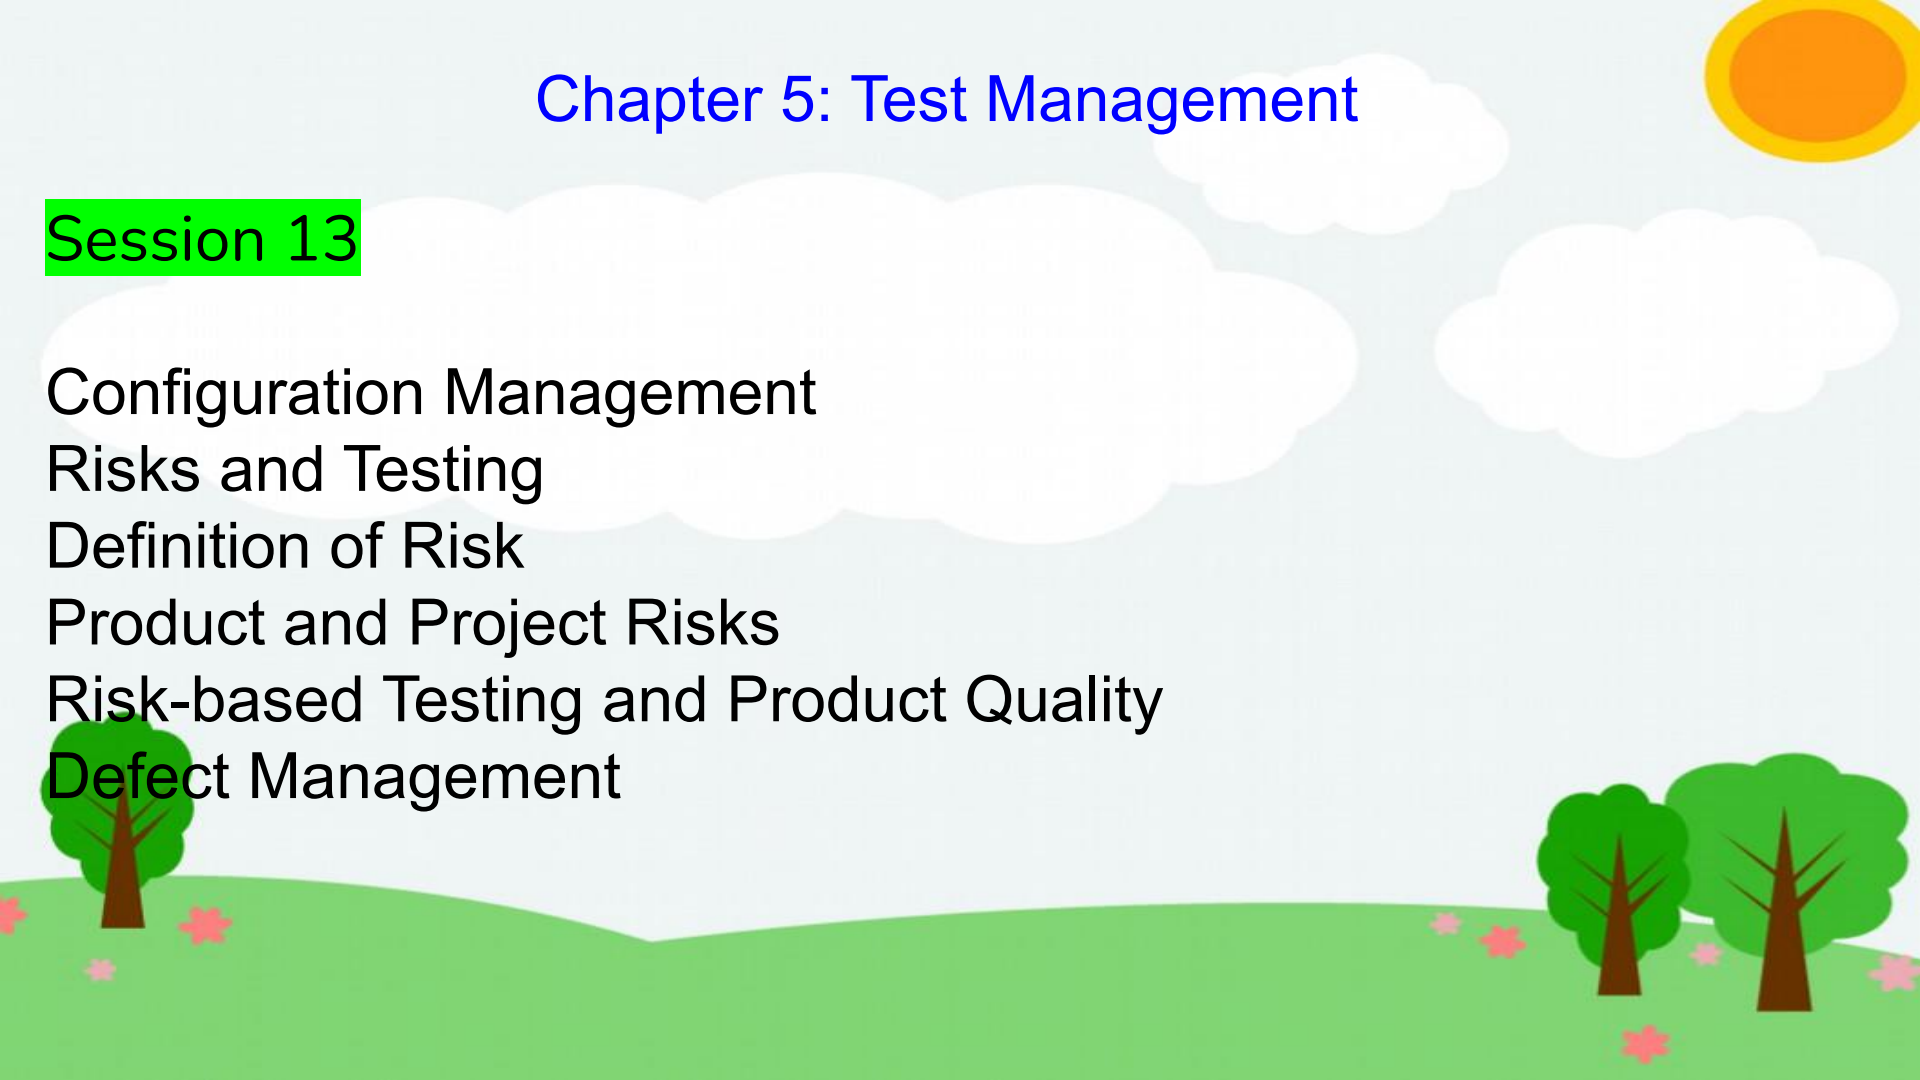 Chapter 5: Test Management
Session 13
Configuration Management
Risks and Testing
Definition of Risk
Product and Project Risks
Risk-based Testing and Product Quality
Defect Management